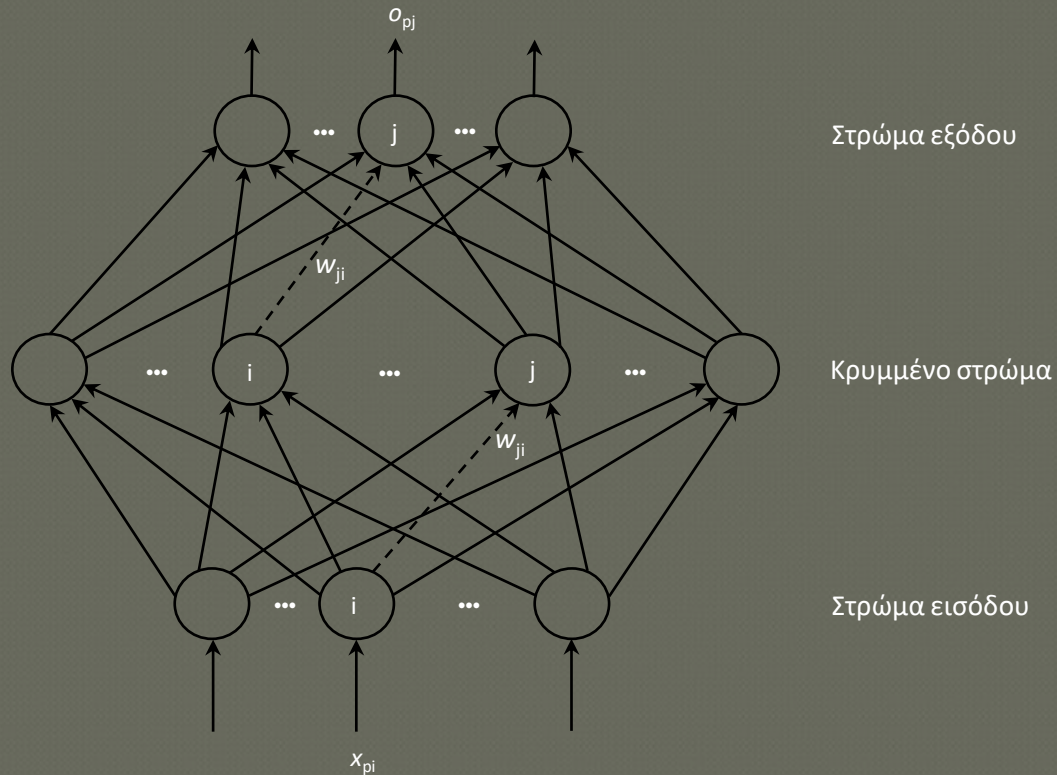 o_pj
... j ...
Στρώμα εξόδου
w_ji
... i ... j ...
Κρυμμένο στρώμα
w_ji
... i ...
Στρώμα εισόδου
x_pi